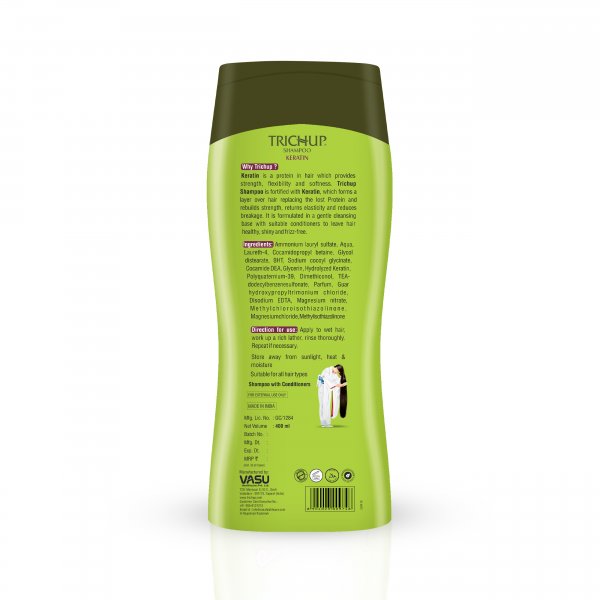 TRICHUP
SHAMPOO
KERATIN
Why Trichup ?
Keratin is a protein in hair which provides
strength, flexibility and softness. Trichup
Shampoo is fortified with Keratin, which forms a
layer over hair replacing the lost Protein and
rebuilds strength, returns elasticity and reduces
breakage. It is formulated in a gentle cleansing
base with suitable conditioners to leave hair
healthy, shiny and frizz-free.
Ingredients: Ammonium lauryl sulfate, Aqua,
Laureth-4, Cocamidopropyl betaine, Glycol
distearate, BHT, Sodium cocoyl glycinate,
Cocamide DEA, Glycerin, Hydrolyzed Keratin,
Polyquaternium-39, Dimethiconol, TEA-
dodecylbenzenesulfonate, Parfum, Guar
hydroxypropyltrimonium chloride,
Disodium EDTA, Magnesium nitrate,
Methylchloroisothiazolinone,
Magnesium chloride, Methylisothiazolinone
Direction for use: Apply to wet hair,
work up a rich lather, rinse thoroughly.
Repeat if necessary.
Store away from sunlight, heat &
moisture
Suitable for all hair types
Shampoo with Conditioners
FOR EXTERNAL USE ONLY
MADE IN INDIA
Mfg. Lic. No. : GC/1284
Net Volume : 400 ml
Batch No. :
Mfg. Dt. :
Exp. Dt. :
MRP ₹ :
Manufactured by:
VASU